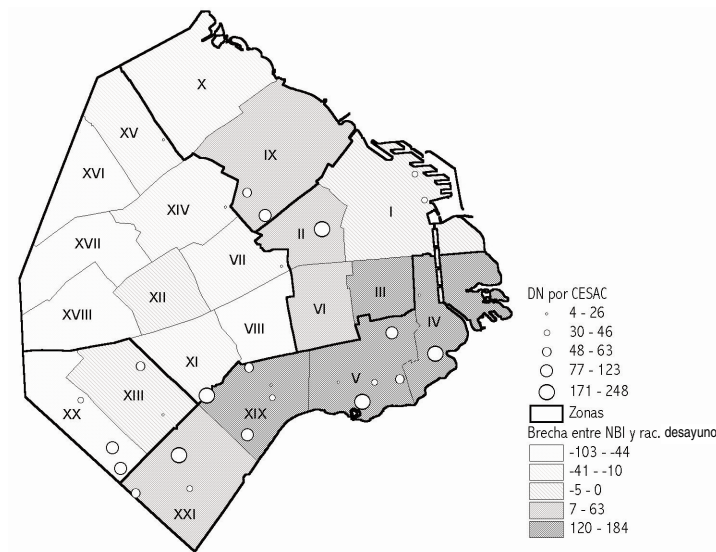 X
XV
IX
XVI
XIV
I
II
XVII
VII
XII
III
VI
IV
XVIII
VIII
XI
V
XIII
XX
XIX
XXI
DN por CESAC
4 - 26
30 - 46
48 - 63
77 - 123
171 - 248
Zonas
Brecha entre NBI y rac. desayuno
-103 - -44
-41 - -10
-5 - 0
7 - 63
120 - 184